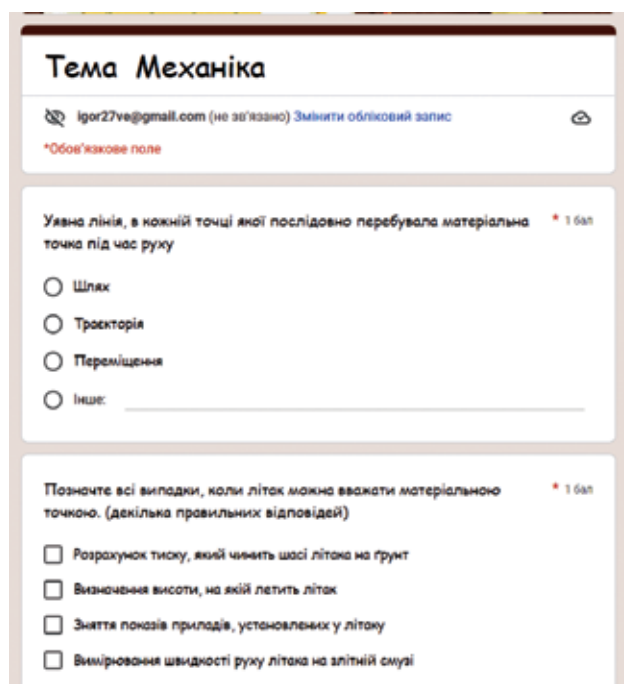 Тема Механіка
igor27ve@gmail.com (не зв'язано) Змінити обліковий запис
*Обов'язкове поле
Уявна лінія, в кожній точці якої послідовно перебувала матеріальна * 1 бал
точка під час руху
Шлях
Траєкторія
Переміщення
Інше:
Позначте всі випадки, коли літак можна вважати матеріальною * 1 бал
точкою. (декілька правильних відповідей)
Розрахунок тиску, який чинить шасі літака на ґрунт
Визначення висоти, на якій летить літак
Зняття показів приладів, установлених у літаку
Вимірювання швидкості руху літака на злітній смузі